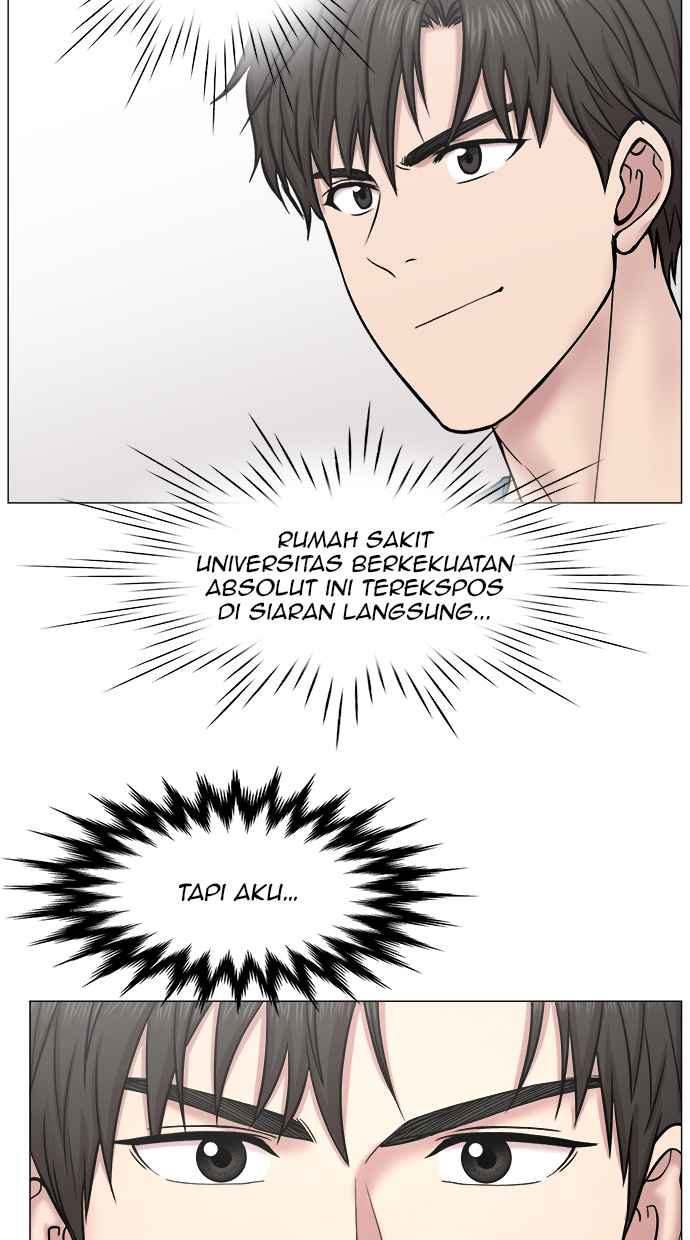 RUMAH SAKIT
UNIVERSITAS BERKEKUATAN
ABSOLUT INI TEREKSPOS
DI SIARAN LANGSUNG...
TAPI AKU...